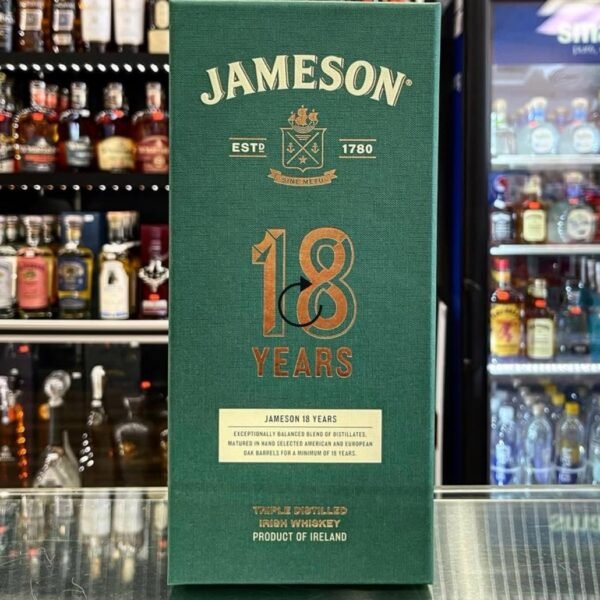 JAMESON®
ESTD 1780
SINE METU
18
YEARS
JAMESON 18 YEARS
EXCEPTIONALLY BALANCED BLEND OF DISTILLATES,
MATURED IN HAND SELECTED AMERICAN AND EUROPEAN
OAK BARRELS FOR A MINIMUM OF 18 YEARS.
TRIPLE DISTILLED
IRISH WHISKEY
PRODUCT OF IRELAND